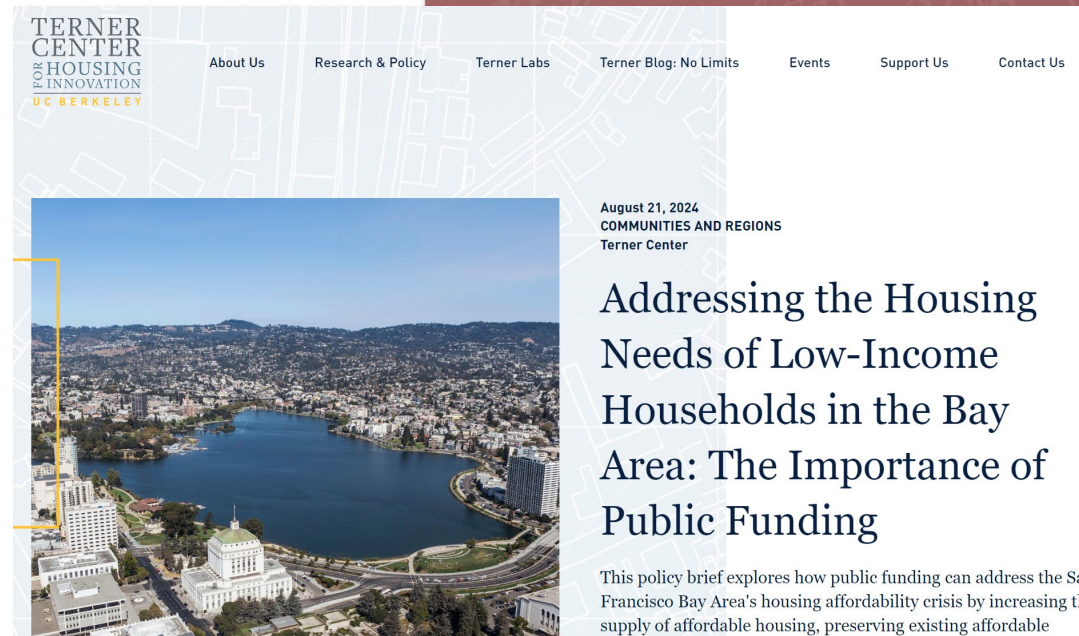 TERNER
CENTER
FOR HOUSING
INNOVATION
UC BERKELEY
About Us
Research & Policy
Terner Labs
Terner Blog: No Limits
Events
Support Us
Contact Us
August 21, 2024
COMMUNITIES AND REGIONS
Terner Center
Addressing the Housing
Needs of Low-Income
Households in the Bay
Area: The Importance of
Public Funding
This policy brief explores how public funding can address the
Francisco Bay Area's housing affordability crisis by increasing
supply of affordable housing, preserving existing affordable